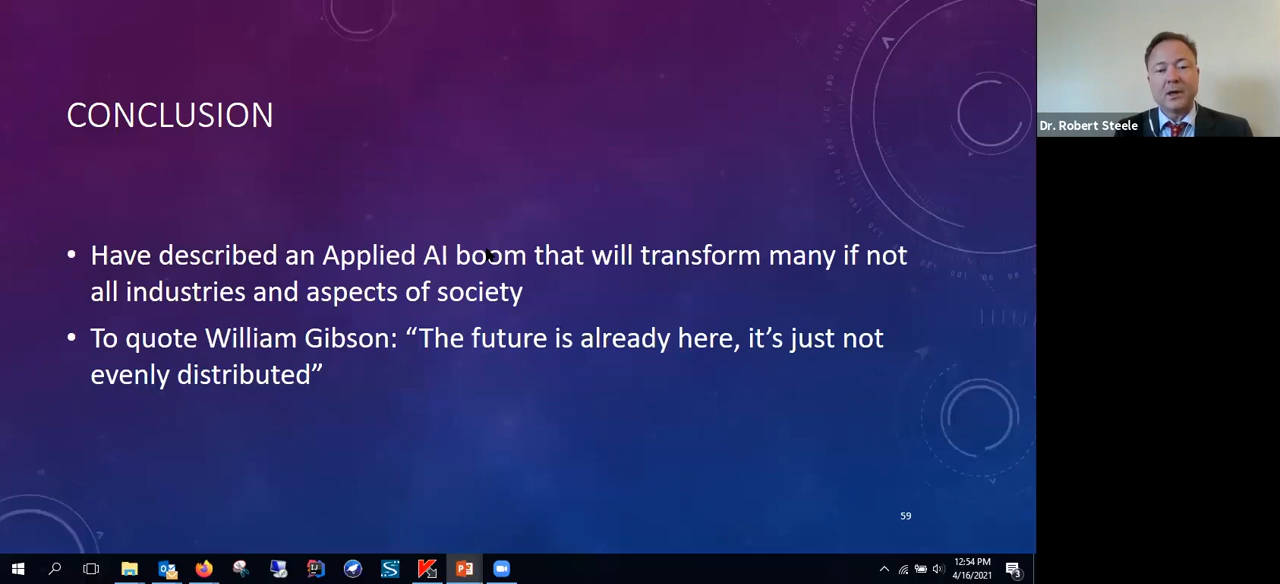 CONCLUSION
• Have described an Applied AI boom that will transform many if not
all industries and aspects of society
• To quote William Gibson: “The future is already here, it’s just not
evenly distributed”
59
Dr. Robert Steele
12:54 PM
4/16/2021
3